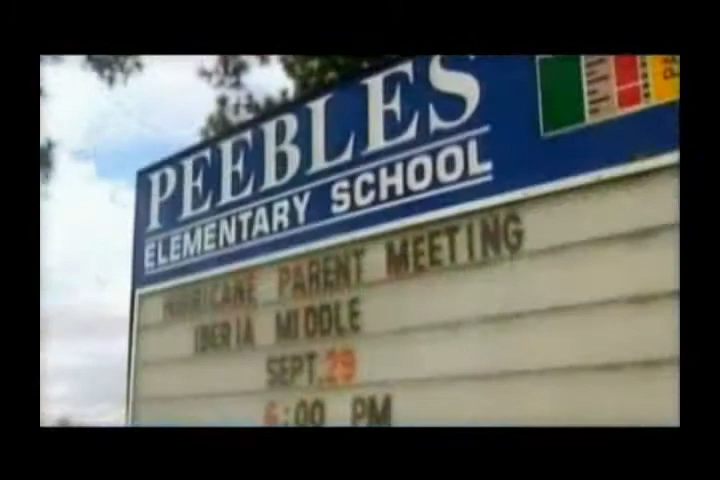 PEEBLES
ELEMENTARY SCHOOL
HURRICANE PARENT MEETING
IBERIA MIDDLE
SEPT.29
6:00 PM